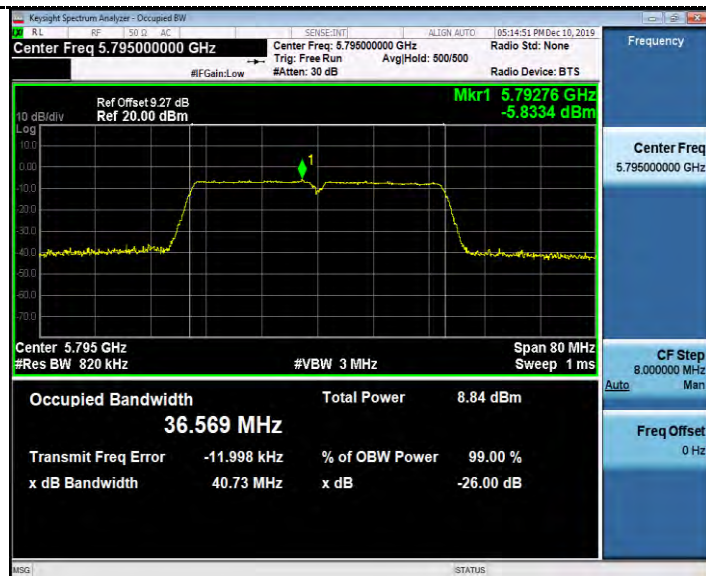 Keysight Spectrum Analyzer - Occupied BW
RL RF 50 Ω AC SENSE:INT ALIGN AUTO 05:14:51 PM Dec 10, 2019
Center Freq 5.795000000 GHz
Center Freq: 5.795000000 GHz
Radio Std: None
Trig: Free Run Avg|Hold: 500/500
#IFGain:Low #Atten: 30 dB Radio Device: BTS
Frequency
Ref Offset 9.27 dB
10 dB/div Ref 20.00 dBm
Mkr1 5.79276 GHz
-5.8334 dBm
Log
10.0
0.00
-10.0
-20.0
-30.0
-40.0
-50.0
-60.0
-70.0
1
Center 5.795 GHz Span 80 MHz
#Res BW 820 kHz #VBW 3 MHz Sweep 1 ms
Occupied Bandwidth Total Power 8.84 dBm
36.569 MHz
Transmit Freq Error -11.998 kHz % of OBW Power 99.00 %
x dB Bandwidth 40.73 MHz x dB -26.00 dB
Center Freq
5.795000000 GHz
CF Step
8.000000 MHz
Auto Man
Freq Offset
0 Hz
MSG STATUS